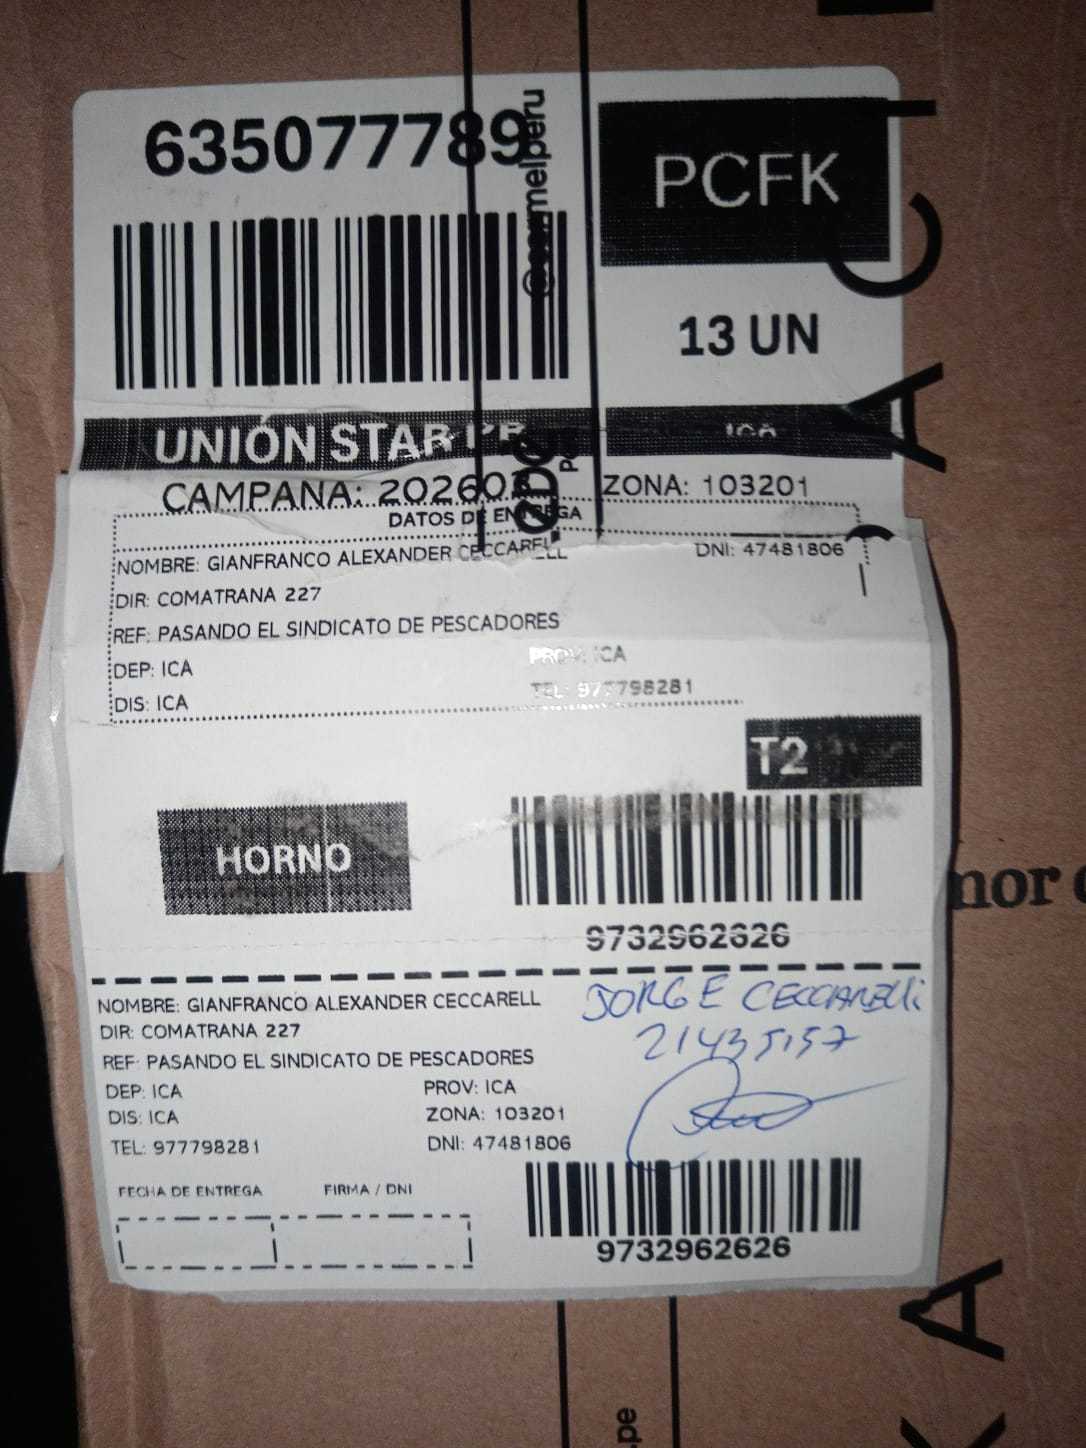 635077789
@esmelperu
PCFK
13 UN
UNIÓN STAR
ICA
CAMPAÑA: 202603
ZONA: 103201
DATOS DE ENTREGA
NOMBRE: GIANFRANCO ALEXANDER CECCARELL
DNI: 47481806
DIR: COMATRANA 227
REF: PASANDO EL SINDICATO DE PESCADORES
DEP: ICA
PROV: ICA
DIS: ICA
TEL: 977798281
T2
HORNO
9732962626
NOMBRE: GIANFRANCO ALEXANDER CECCARELL
JORGE CECCARELLI
DIR: COMATRANA 227
21435157
REF: PASANDO EL SINDICATO DE PESCADORES
DEP: ICA
PROV: ICA
DIS: ICA
ZONA: 103201
TEL: 977798281
DNI: 47481806
FECHA DE ENTREGA
FIRMA / DNI
9732962626